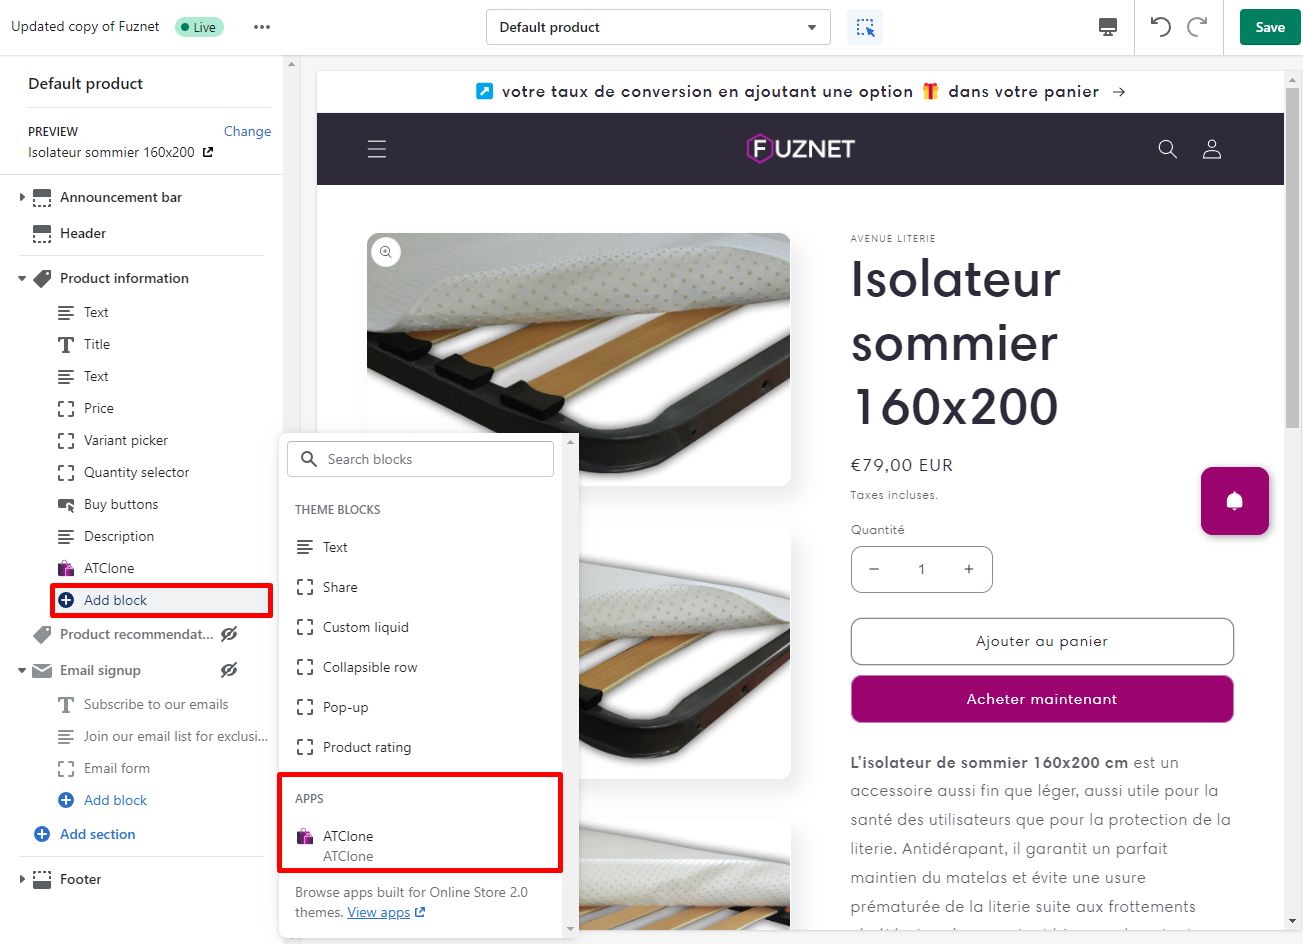 Updated copy of Fuznet
Live
Default product
Save
Default product
PREVIEW
Change
Isolateur sommier 160x200
Announcement bar
Header
Product information
Text
Title
Text
Price
Variant picker
Quantity selector
Buy buttons
Description
ATClone
Add block
Product recommendat...
Email signup
Subscribe to our emails
Join our email list for exclusi...
Email form
Add block
Add section
Footer
Search blocks
THEME BLOCKS
Text
Share
Custom liquid
Collapsible row
Pop-up
Product rating
APPS
ATClone
ATClone
Browse apps built for Online Store 2.0
themes. View apps
votre taux de conversion en ajoutant une option 🎁 dans votre panier →
FUZNET
AVENUE LITERIE
Isolateur
sommier
160x200
€79,00 EUR
Taxes incluses.
Quantité
− 1 +
Ajouter au panier
Acheter maintenant
L'isolateur de sommier 160x200 cm est un
accessoire aussi fin que léger, aussi utile pour la
santé des utilisateurs que pour la protection de la
literie. Antidérapant, il garantit un parfait
maintien du matelas et évite une usure
prématurée de la literie suite aux frottements